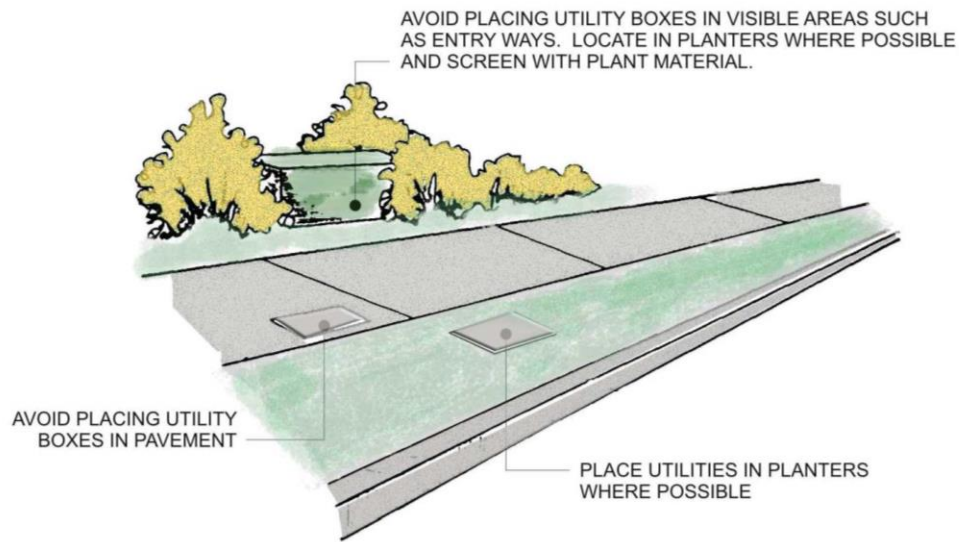 AVOID PLACING UTILITY BOXES IN VISIBLE AREAS SUCH
AS ENTRY WAYS. LOCATE IN PLANTERS WHERE POSSIBLE
AND SCREEN WITH PLANT MATERIAL.
AVOID PLACING UTILITY
BOXES IN PAVEMENT
PLACE UTILITIES IN PLANTERS
WHERE POSSIBLE